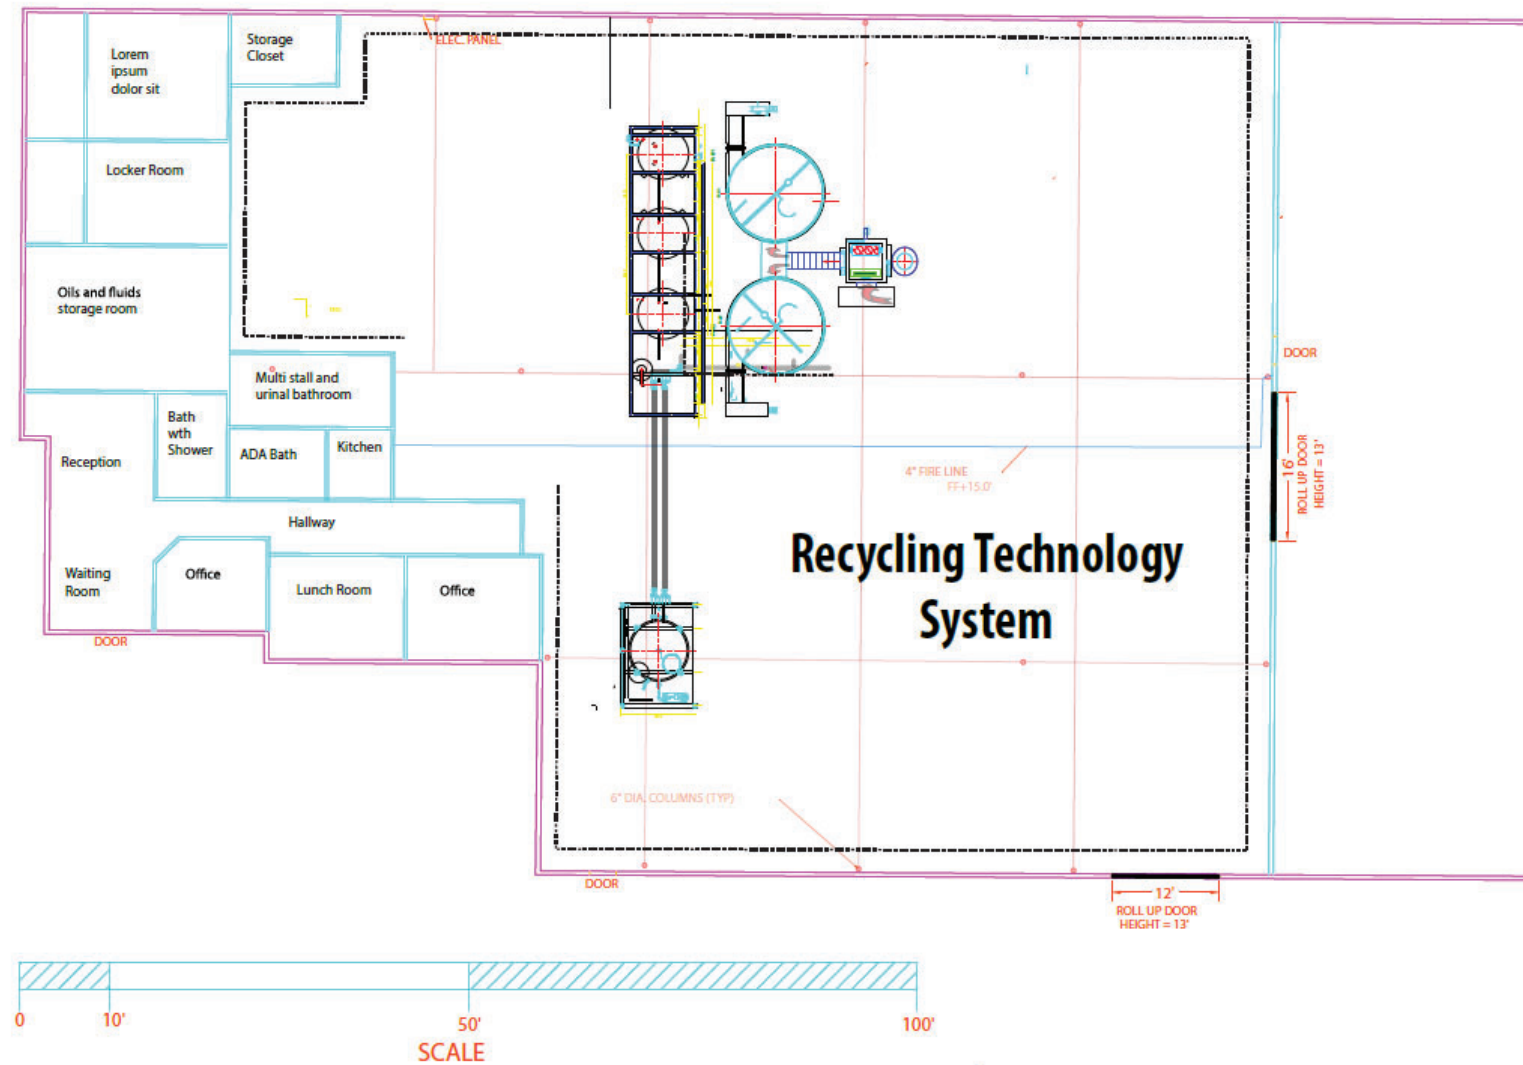 ELEC. PANEL
Storage
Closet
Lorem
ipsum
dolor sit
Locker Room
Oils and fluids
storage room
Multi stall and
urinal bathroom
Bath
wth
Shower
ADA Bath
Kitchen
Reception
Hallway
Waiting
Room
Office
Lunch Room
Office
DOOR
DOOR
16'
ROLL UP DOOR
HEIGHT = 13'
4" FIRE LINE
FF+15.0'
Recycling Technology
System
6" DIA. COLUMNS (TYP)
DOOR
12'
ROLL UP DOOR
HEIGHT = 13'
0
10'
50'
100'
SCALE